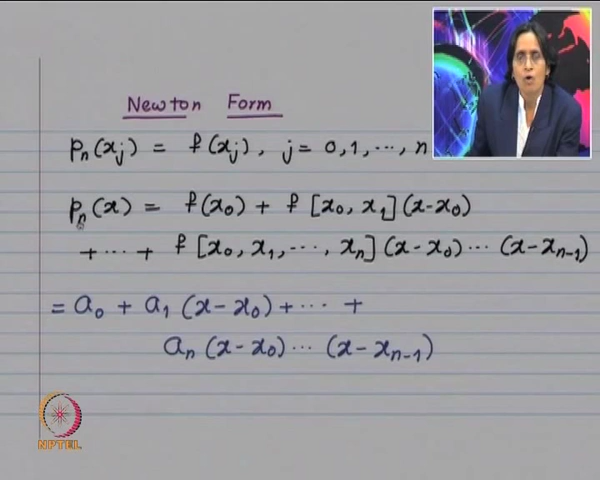 Newton Form
pₙ(xⱼ) = f(xⱼ), j = 0, 1, ..., n
pₙ(x) = f(x₀) + f[x₀, x₁](x-x₀)
+ ... + f[x₀, x₁, ..., xₙ](x-x₀) ... (x-xₙ₋₁)
= a₀ + a₁(x-x₀) + ... +
aₙ(x-x₀) ... (x-xₙ₋₁)
NPTEL